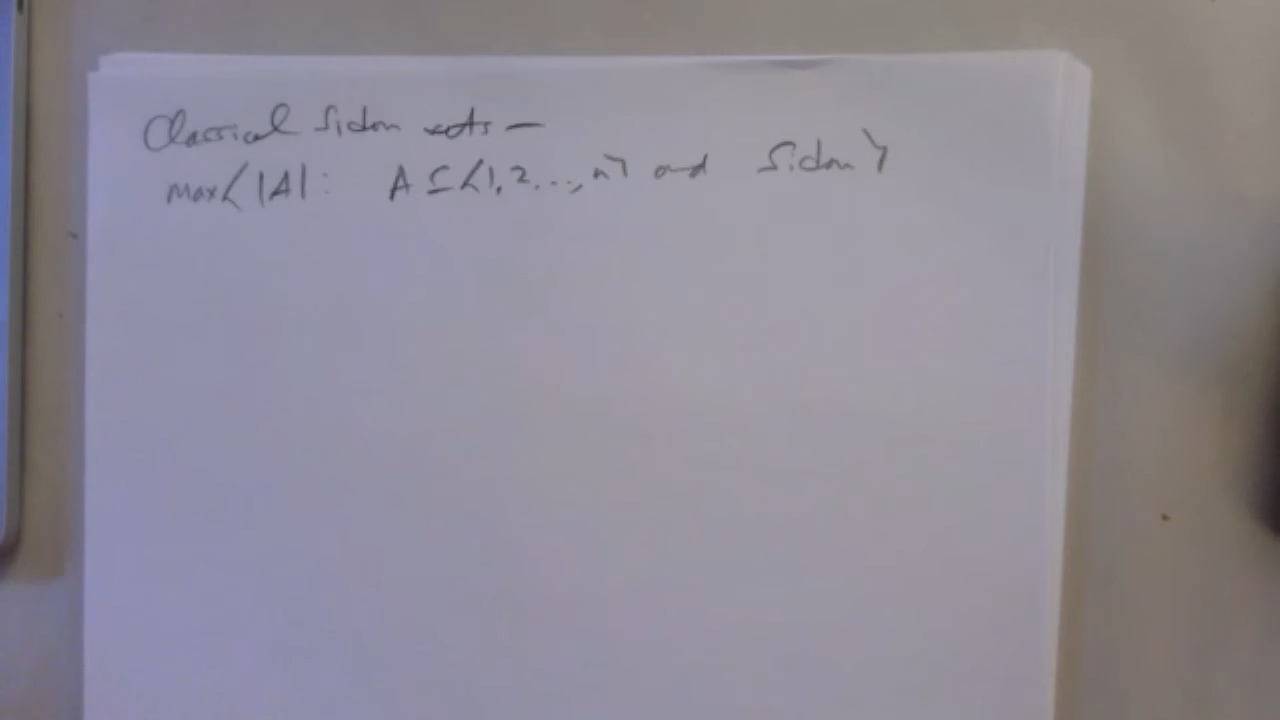 Classical Sidon sets –
max{ |A| : A ⊆ {1, 2, ..., n} and Sidon }